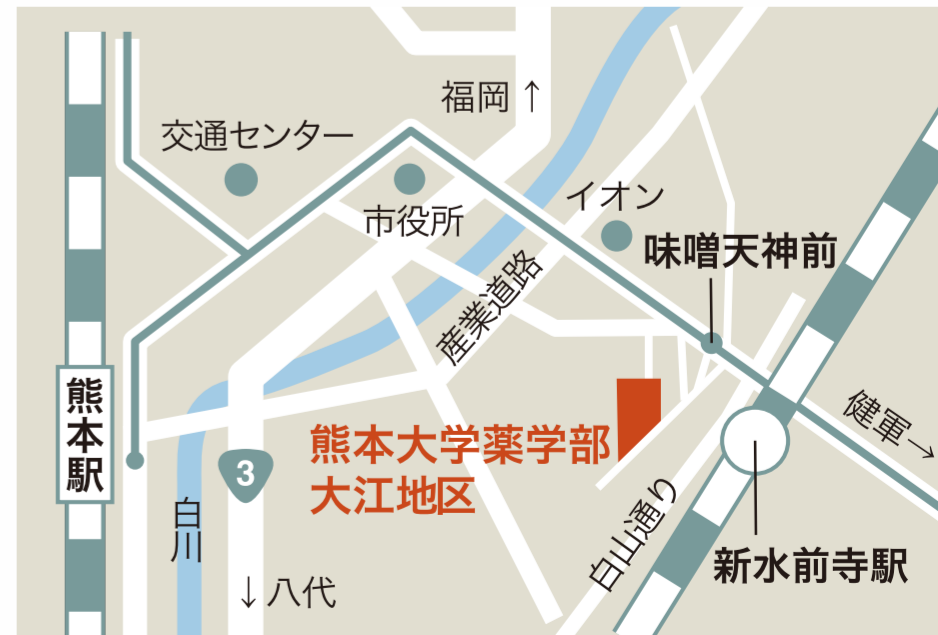 福岡↑
交通センター
市役所
イオン
味噌天神前
産業道路
熊本駅
健軍→
熊本大学薬学部
大江地区
3
白川
白山通り
新水前寺駅
↓八代